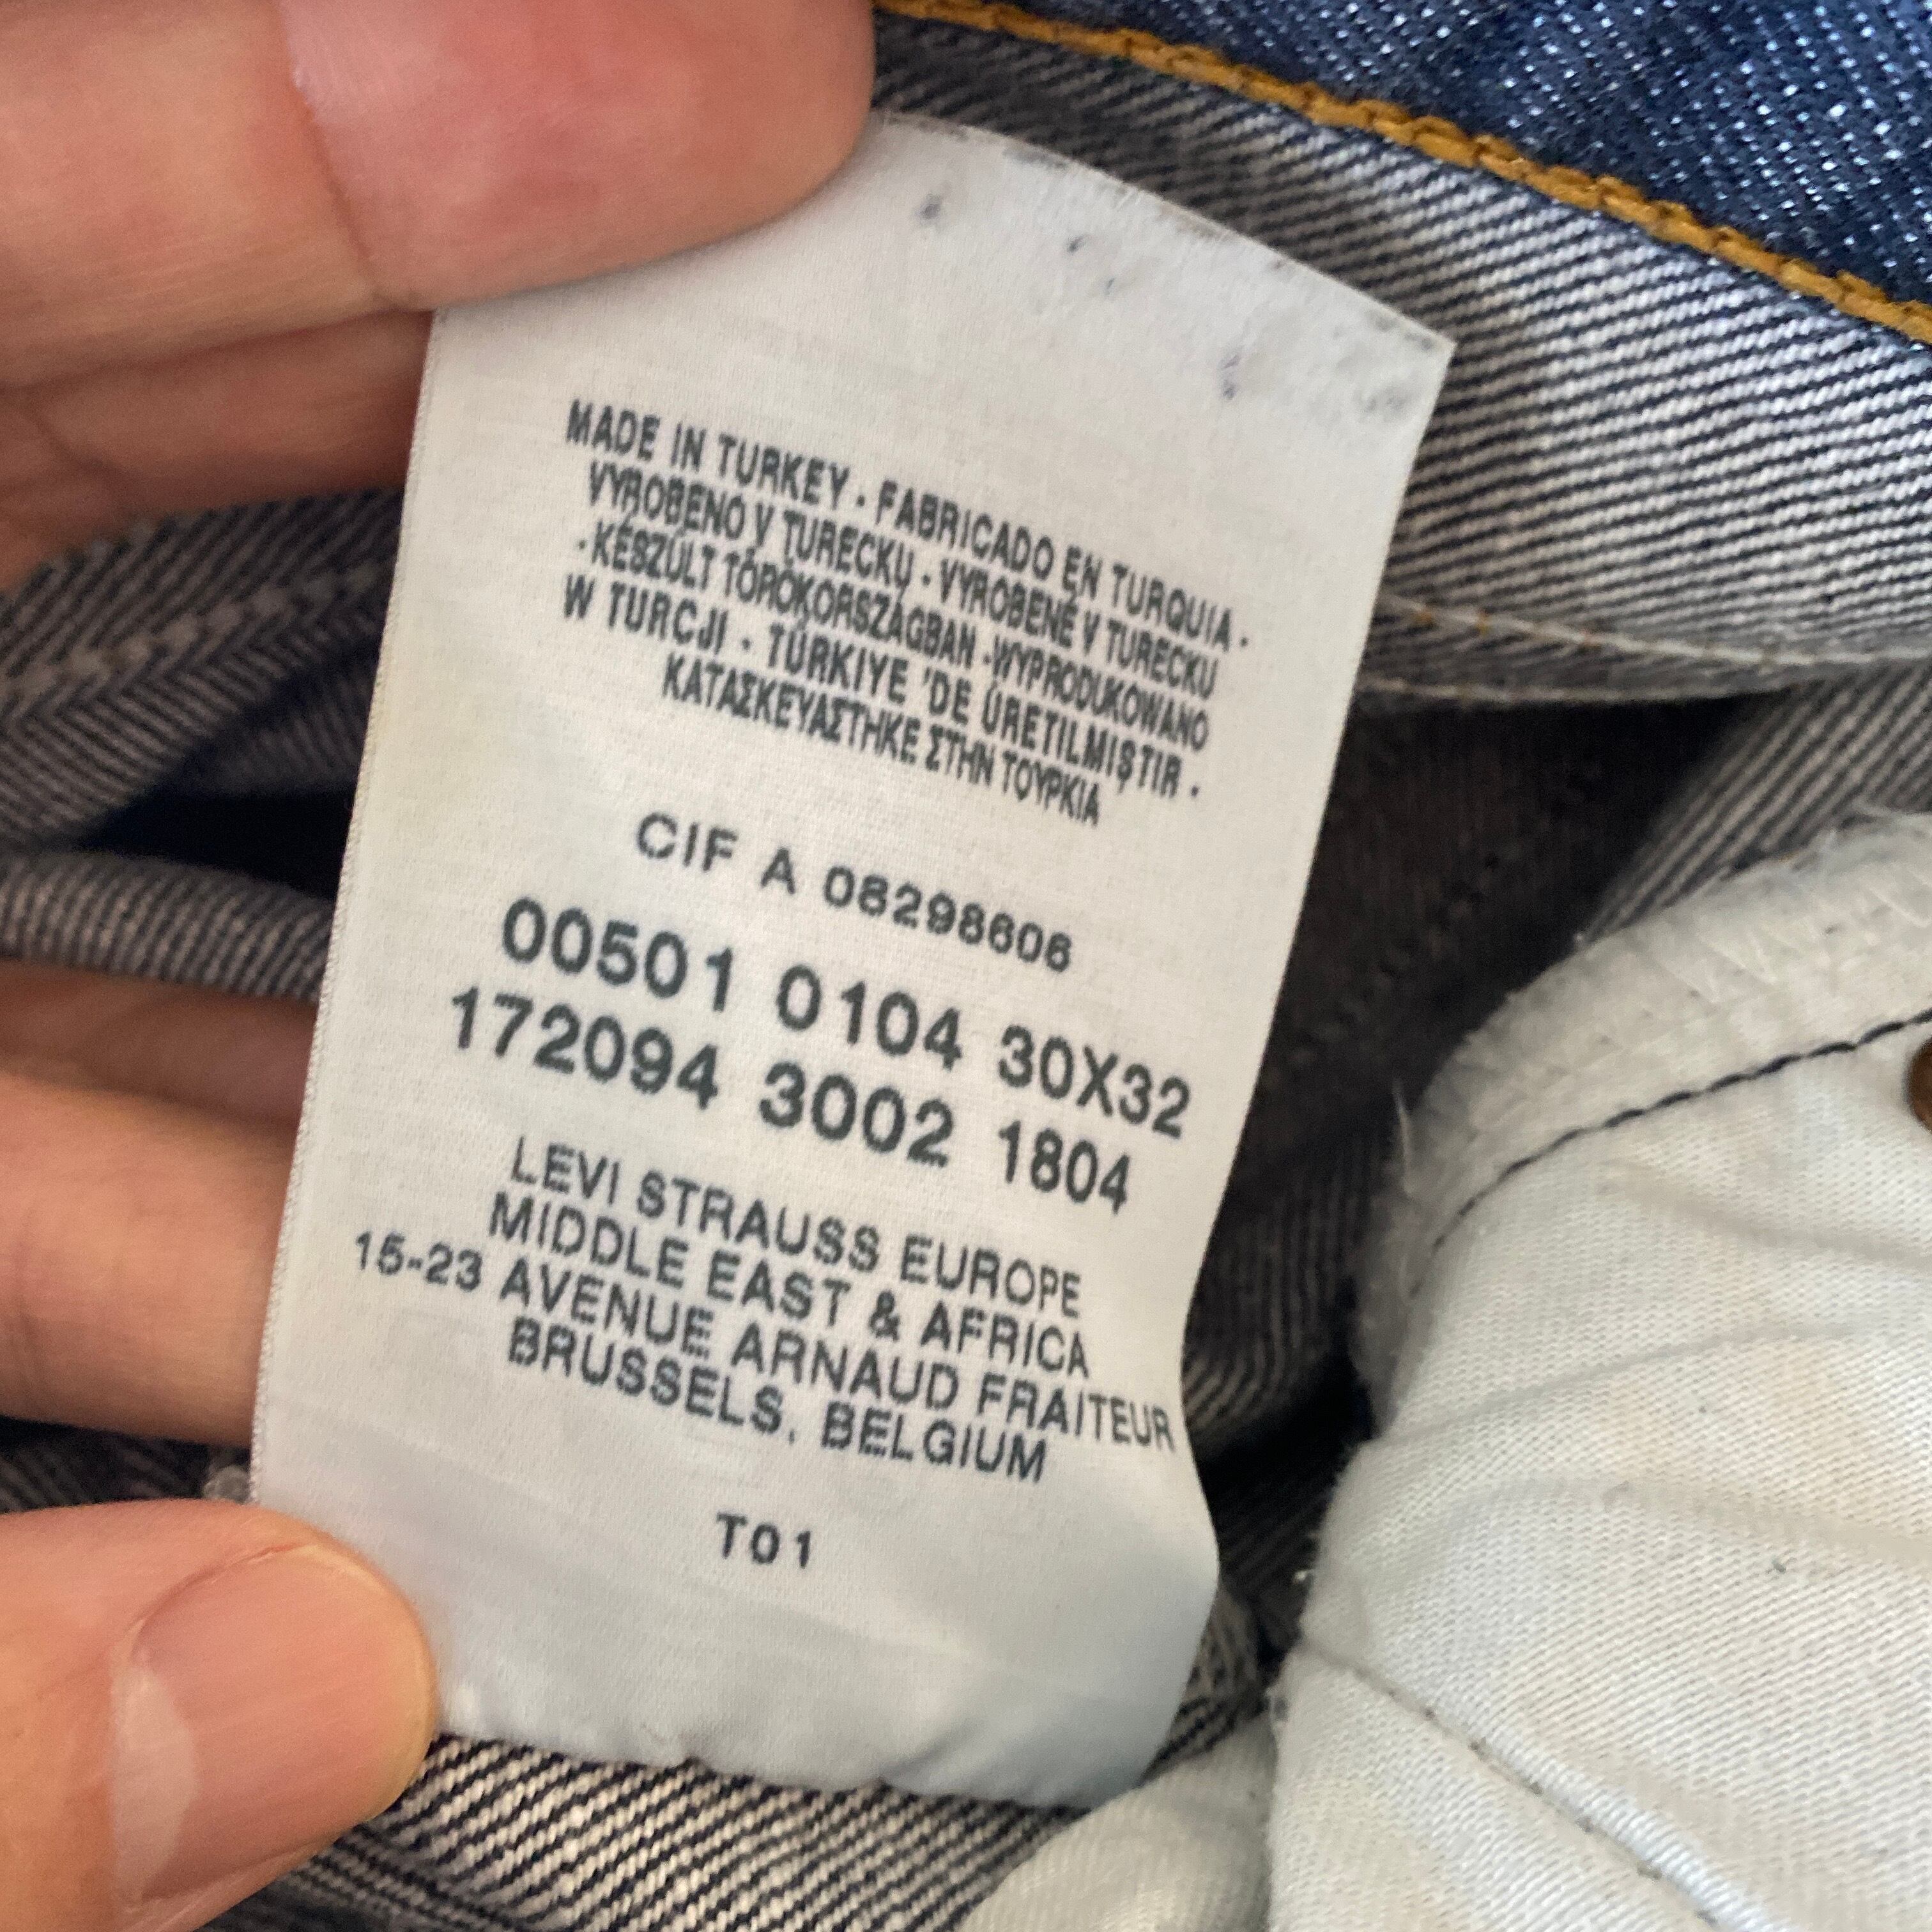 MADE IN TURKEY · FABRICADO EN TURQUIA ·
VYROBENO V TURECKU · VYROBENÉ V TURECKU
· KÉSZÜLT TÖRÖKORSZÁGBAN · WYPRODUKOWANO
W TURCJI · TÜRKIYE 'DE ÜRETILMIŞTIR ·
ΚΑΤΑΣΚΕΥΑΣΤΗΚΕ ΣΤΗΝ ΤΟΥΡΚΙΑ
CIF A 08298606
00501 0104 30X32
172094 3002 1804
LEVI STRAUSS EUROPE
MIDDLE EAST & AFRICA
15-23 AVENUE ARNAUD FRAITEUR
BRUSSELS, BELGIUM
T01